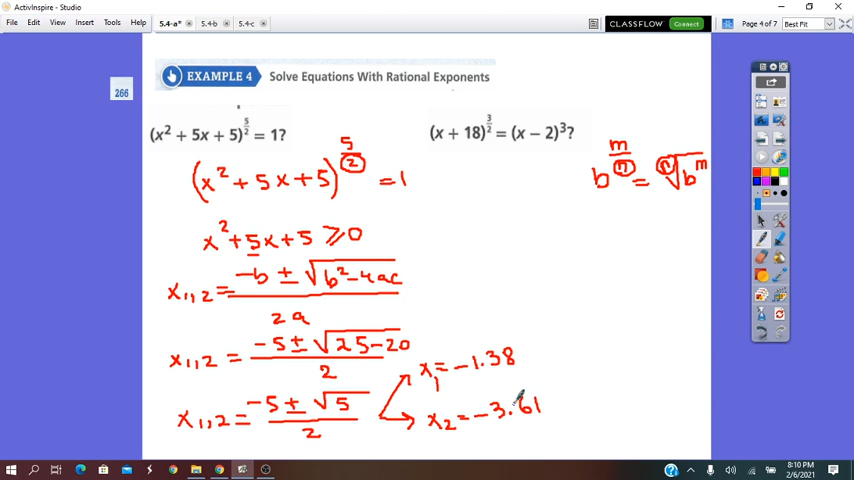 ActivInspire - Studio
File Edit View Insert Tools Help
5.4-a* 5.4-b 5.4-c
CLASSFLOW Connect Page 4 of 7 Best Fit
266
EXAMPLE 4 Solve Equations With Rational Exponents
(x² + 5x + 5)^(5/2) = 1? (x + 18)^(3/2) = (x − 2)³?
(x² + 5x + 5)^(5/2) = 1
b^(m/n) = ⁿ√(b^m)
x² + 5x + 5 ≥ 0
x₁,₂ = (−b ± √(b² − 4ac)) / 2a
x₁,₂ = (−5 ± √(25 − 20)) / 2
x₁,₂ = (−5 ± √5) / 2
x₁ = −1.38
x₂ = −3.61
8:10 PM
2/6/2021